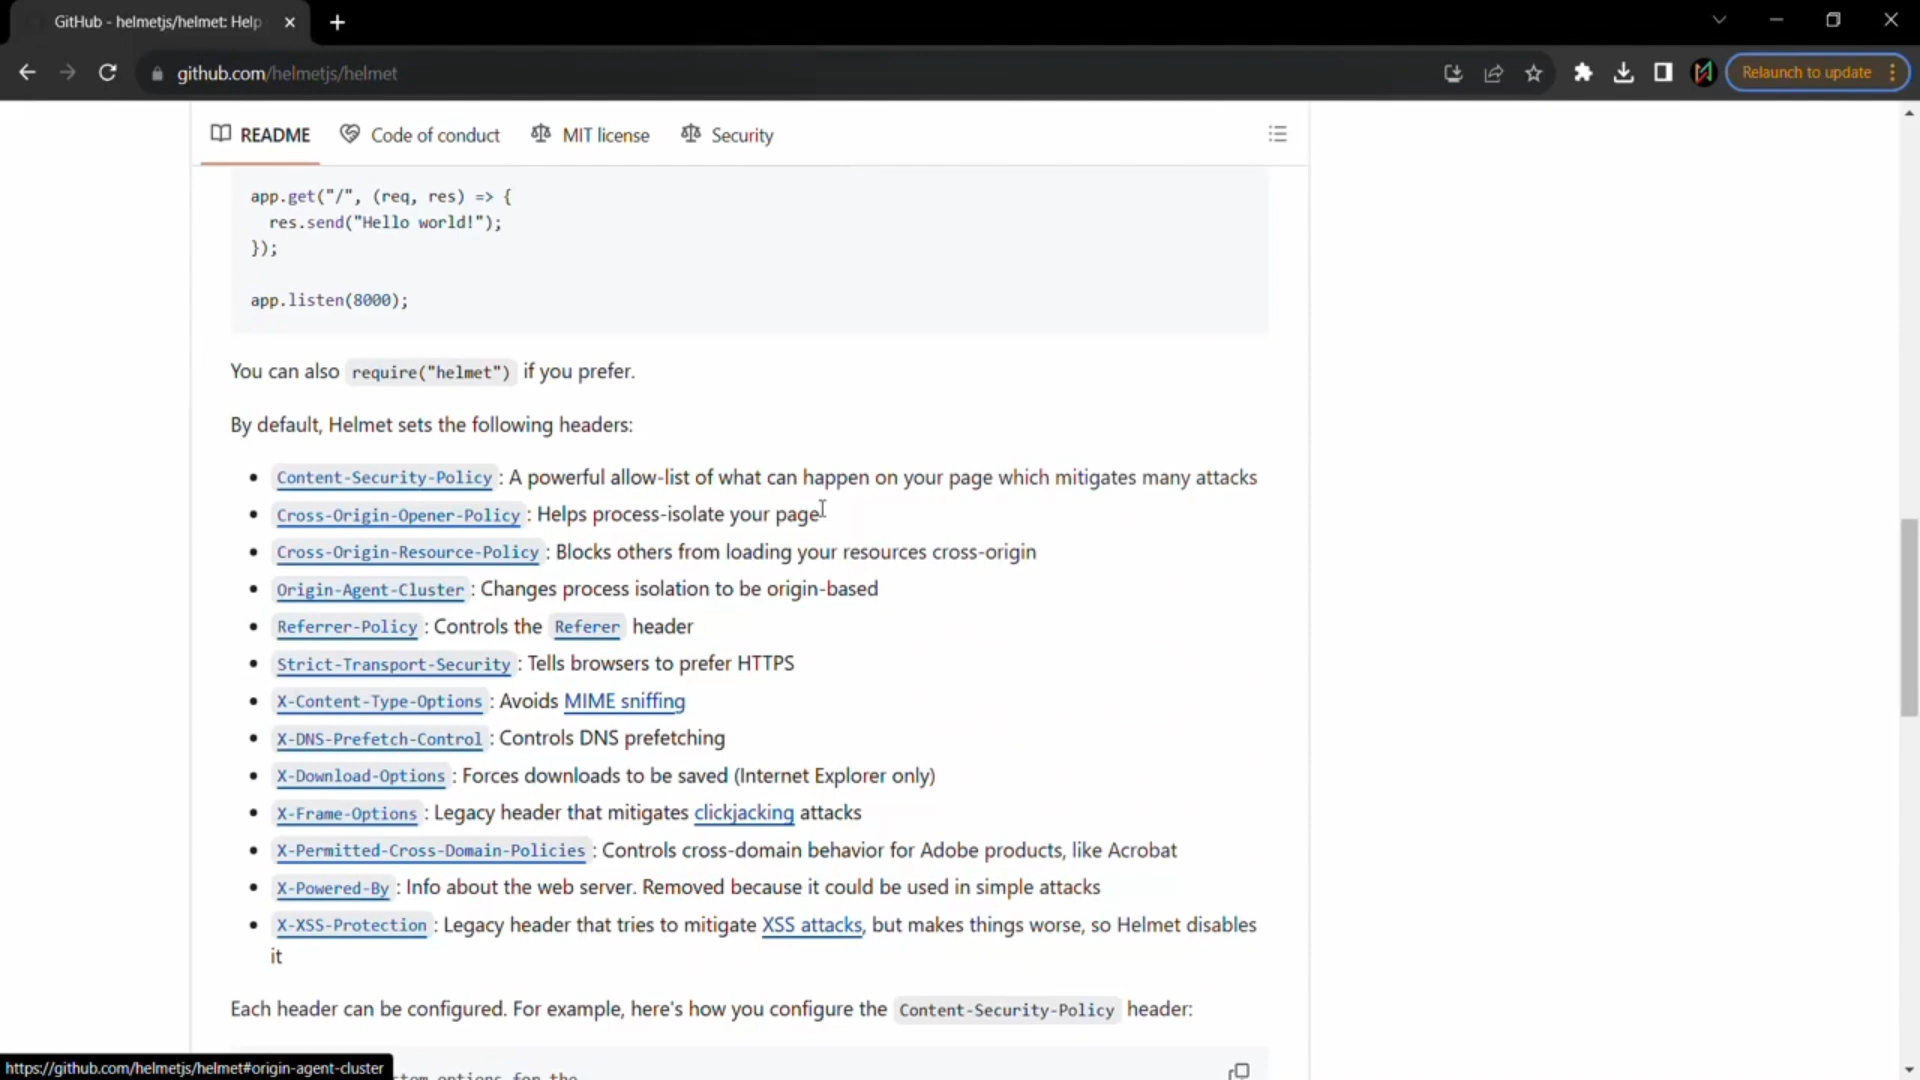 GitHub - helmetjs/helmet: Help
github.com/helmetjs/helmet
Relaunch to update
README
Code of conduct
MIT license
Security
app.get("/", (req, res) => {
res.send("Hello world!");
});
app.listen(8000);
You can also require("helmet") if you prefer.
By default, Helmet sets the following headers:
• Content-Security-Policy : A powerful allow-list of what can happen on your page which mitigates many attacks
• Cross-Origin-Opener-Policy : Helps process-isolate your page
• Cross-Origin-Resource-Policy : Blocks others from loading your resources cross-origin
• Origin-Agent-Cluster : Changes process isolation to be origin-based
• Referrer-Policy : Controls the Referer header
• Strict-Transport-Security : Tells browsers to prefer HTTPS
• X-Content-Type-Options : Avoids MIME sniffing
• X-DNS-Prefetch-Control : Controls DNS prefetching
• X-Download-Options : Forces downloads to be saved (Internet Explorer only)
• X-Frame-Options : Legacy header that mitigates clickjacking attacks
• X-Permitted-Cross-Domain-Policies : Controls cross-domain behavior for Adobe products, like Acrobat
• X-Powered-By : Info about the web server. Removed because it could be used in simple attacks
• X-XSS-Protection : Legacy header that tries to mitigate XSS attacks, but makes things worse, so Helmet disables
it
Each header can be configured. For example, here's how you configure the Content-Security-Policy header:
https://github.com/helmetjs/helmet#origin-agent-cluster
options for the